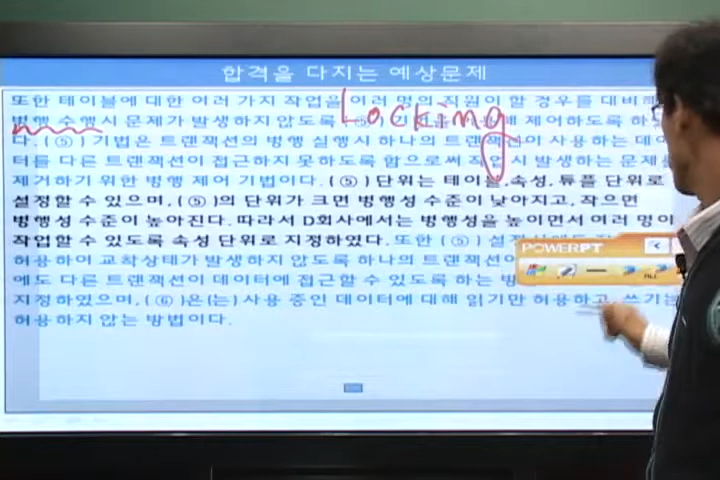 합격을 다지는 예상문제
또한 테이블에 대한 여러 가지 작업을 여러 명의 직원이 할 경우를 대비해
병행 수행시 문제가 발생하지 않도록 제어하도록 하
Locking
다. ( ⑤ ) 기법은 트랜잭션의 병행 실행시 하나의 트랜잭션이 사용하는 데이
터를 다른 트랜잭션이 접근하지 못하도록 함으로써 작업시 발생하는 문제를
제거하기 위한 병행 제어 기법이다. ( ⑤ ) 단위는 테이블,속성, 튜플 단위로
설정할 수 있으며, ( ⑤ )의 단위가 크면 병행성 수준이 낮아지고, 작으면
병행성 수준이 높아진다. 따라서 D회사에서는 병행성을 높이면서 여러 명이
작업할 수 있도록 속성 단위로 지정하였다. 또한 ( ⑤ )
허용하여 교착상태가 발생하지 않도록 하나의 트랜잭션이
에도 다른 트랜잭션이 데이터에 접근할 수 있도록 하는
지정하였으며, ( ⑥ )은(는) 사용 중인 데이터에 대해 읽기만 허용하고, 쓰기는
허용하지 않는 방법이다.
POWERPT
ALL